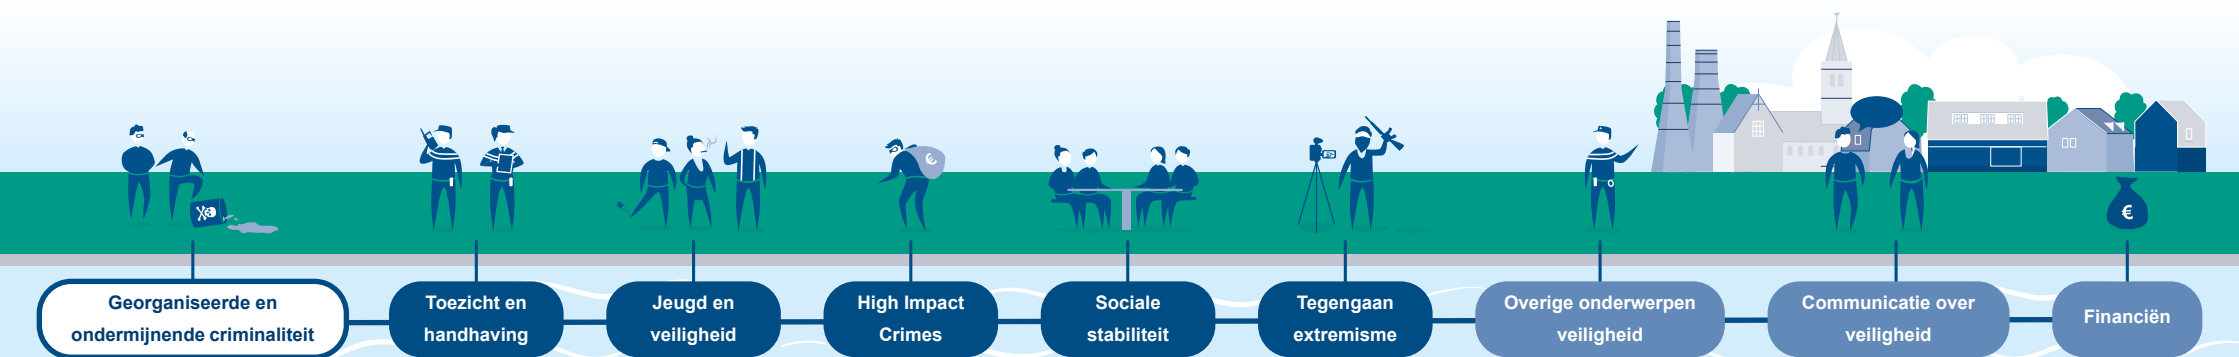 €
€
Georganiseerde en
ondermijnende criminaliteit
Toezicht en
handhaving
Jeugd en
veiligheid
High Impact
Crimes
Sociale
stabiliteit
Tegengaan
extremisme
Overige onderwerpen
veiligheid
Communicatie over
veiligheid
Financiën